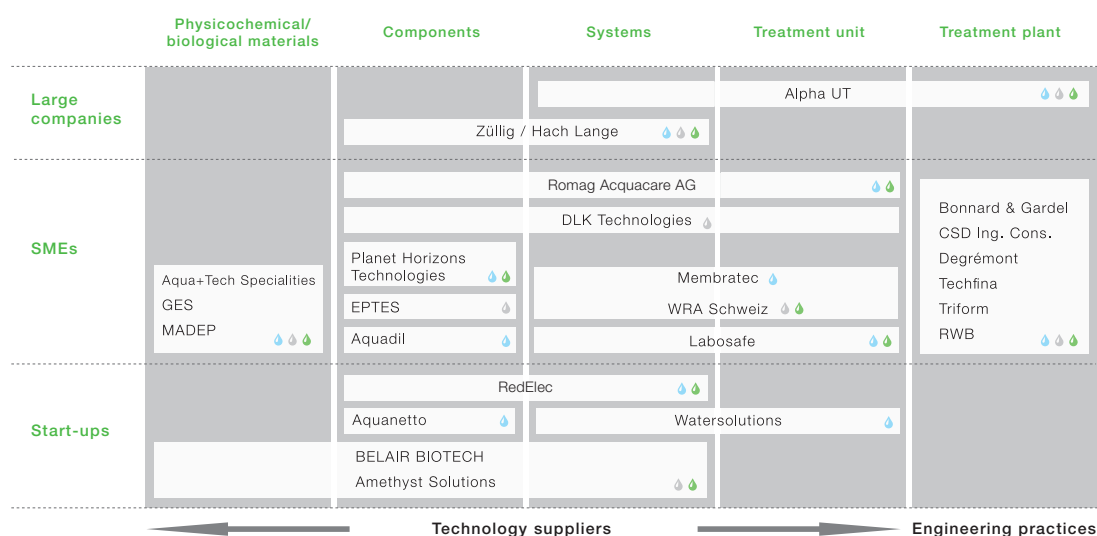 Physicochemical/
biological materials
Components
Systems
Treatment unit
Treatment plant
Large
companies
Alpha UT
Züllig / Hach Lange
SMEs
Romag Acquacare AG
DLK Technologies
Planet Horizons
Technologies
EPTES
Aquadil
Aqua+Tech Specialities
GES
MADEP
Membratec
WRA Schweiz
Labosafe
Bonnard & Gardel
CSD Ing. Cons.
Degrémont
Techfina
Triform
RWB
Start-ups
RedElec
Aquanetto
Watersolutions
BELAIR BIOTECH
Amethyst Solutions
Technology suppliers
Engineering practices